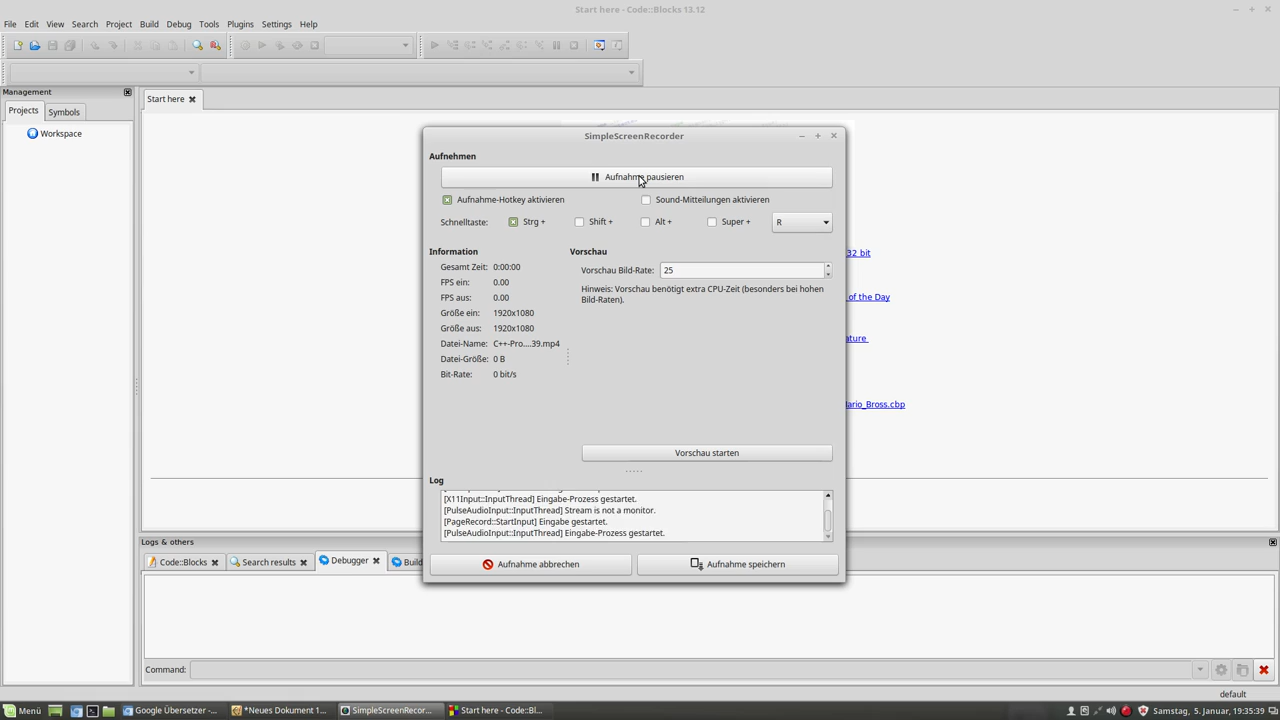 Start here - Code::Blocks 13.12
File Edit View Search Project Build Debug Tools Plugins Settings Help
Management
Projects Symbols
Workspace
Start here
32 bit
of the Day
ature
ario_Bross.cbp
SimpleScreenRecorder
Aufnehmen
Aufnahme pausieren
Aufnahme-Hotkey aktivieren Sound-Mitteilungen aktivieren
Schnelltaste: Strg + Shift + Alt + Super + R
Information
Gesamt Zeit: 0:00:00
FPS ein: 0.00
FPS aus: 0.00
Größe ein: 1920x1080
Größe aus: 1920x1080
Datei-Name: C++-Pro....39.mp4
Datei-Größe: 0 B
Bit-Rate: 0 bit/s
Vorschau
Vorschau Bild-Rate: 25
Hinweis: Vorschau benötigt extra CPU-Zeit (besonders bei hohen
Bild-Raten).
Vorschau starten
Log
[X11Input::InputThread] Eingabe-Prozess gestartet.
[PulseAudioInput::InputThread] Stream is not a monitor.
[PageRecord::StartInput] Eingabe gestartet.
[PulseAudioInput::InputThread] Eingabe-Prozess gestartet.
Aufnahme abbrechen Aufnahme speichern
Logs & others
Code::Blocks Search results Debugger Build
Command:
default
Menü Google Übersetzer -... *Neues Dokument 1... SimpleScreenRecor... Start here - Code::Bl... Samstag, 5. Januar, 19:35:39